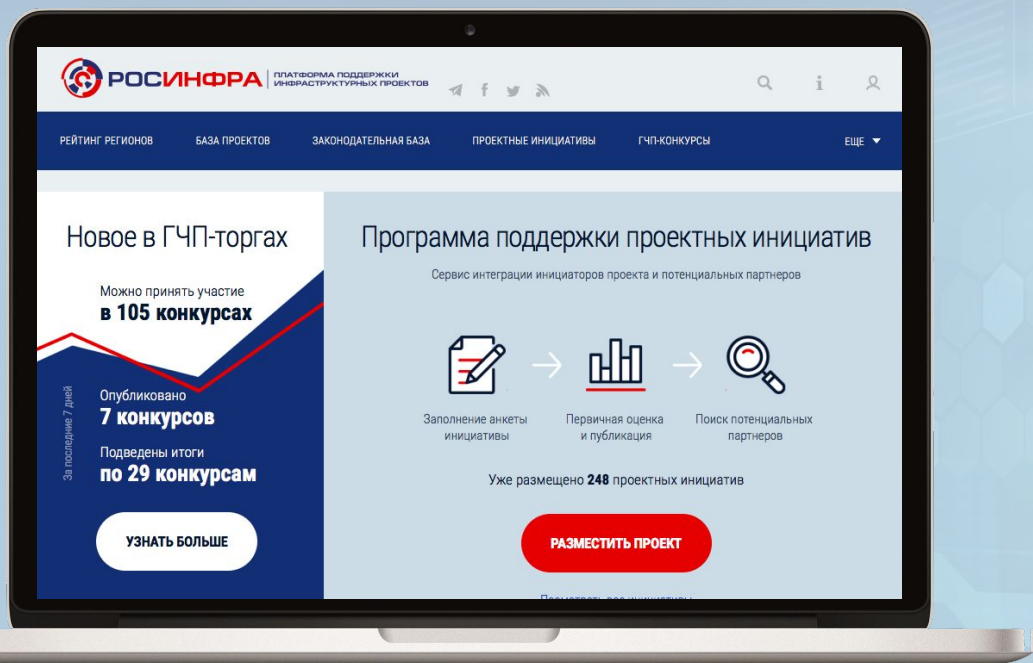 РОСИНФРА
ПЛАТФОРМА ПОДДЕРЖКИ
ИНФРАСТРУКТУРНЫХ ПРОЕКТОВ
РЕЙТИНГ РЕГИОНОВ
БАЗА ПРОЕКТОВ
ЗАКОНОДАТЕЛЬНАЯ БАЗА
ПРОЕКТНЫЕ ИНИЦИАТИВЫ
ГЧП-КОНКУРСЫ
ЕЩЕ
Новое в ГЧП-торгах
Можно принять участие
в 105 конкурсах
За последние 7 дней
Опубликовано
7 конкурсов
Подведены итоги
по 29 конкурсам
УЗНАТЬ БОЛЬШЕ
Программа поддержки проектных инициатив
Сервис интеграции инициаторов проекта и потенциальных партнеров
Заполнение анкеты
инициативы
Первичная оценка
и публикация
Поиск потенциальных
партнеров
Уже размещено 248 проектных инициатив
РАЗМЕСТИТЬ ПРОЕКТ
Посмотреть все инициативы